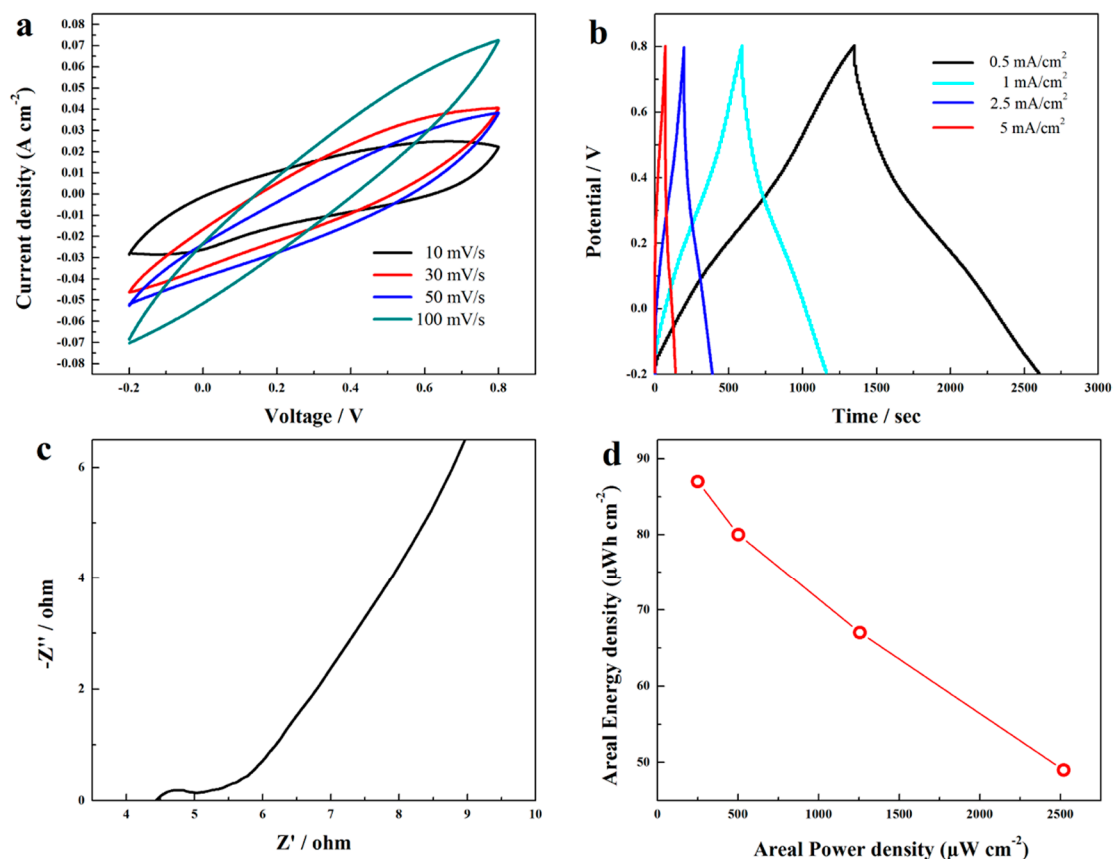 a
0.08
0.07
0.06
0.05
0.04
0.03
0.02
0.01
0.00
-0.01
-0.02
-0.03
-0.04
-0.05
-0.06
-0.07
-0.08
Current density (A cm⁻²)
10 mV/s
30 mV/s
50 mV/s
100 mV/s
-0.2 0.0 0.2 0.4 0.6 0.8
Voltage / V
b
0.8
0.6
0.4
0.2
0.0
-0.2
Potential / V
0.5 mA/cm²
1 mA/cm²
2.5 mA/cm²
5 mA/cm²
0 500 1000 1500 2000 2500 3000
Time / sec
c
6
4
2
0
-Z'' / ohm
4 5 6 7 8 9 10
Z' / ohm
d
90
80
70
60
50
Areal Energy density (µWh cm⁻²)
0 500 1000 1500 2000 2500
Areal Power density (µW cm⁻²)